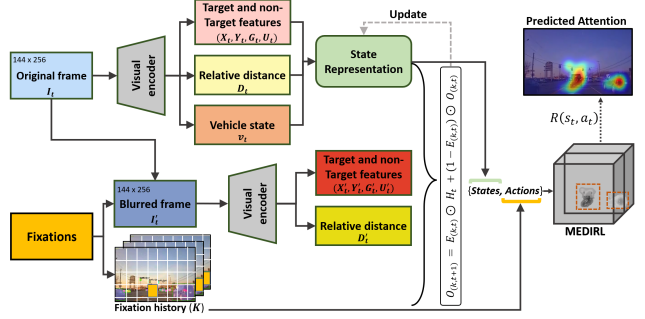 Target and non-
Target features
(X_t, Y_t, G_t, U_t)
144 x 256
Original frame
I_t
Visual
encoder
Relative distance
D_t
Vehicle state
v_t
State
Representation
Update
Predicted Attention
R(s_t, a_t)
O_(k,t+1) = E_(k,t) ⊙ H_t + (1 − E_(k,t)) ⊙ O_(k,t)
{States, Actions}
MEDIRL
144 x 256
Blurred frame
I'_t
Visual
encoder
Target and non-
Target features
(X'_t, Y'_t, G'_t, U'_t)
Relative distance
D'_t
Fixations
Fixation history (K)